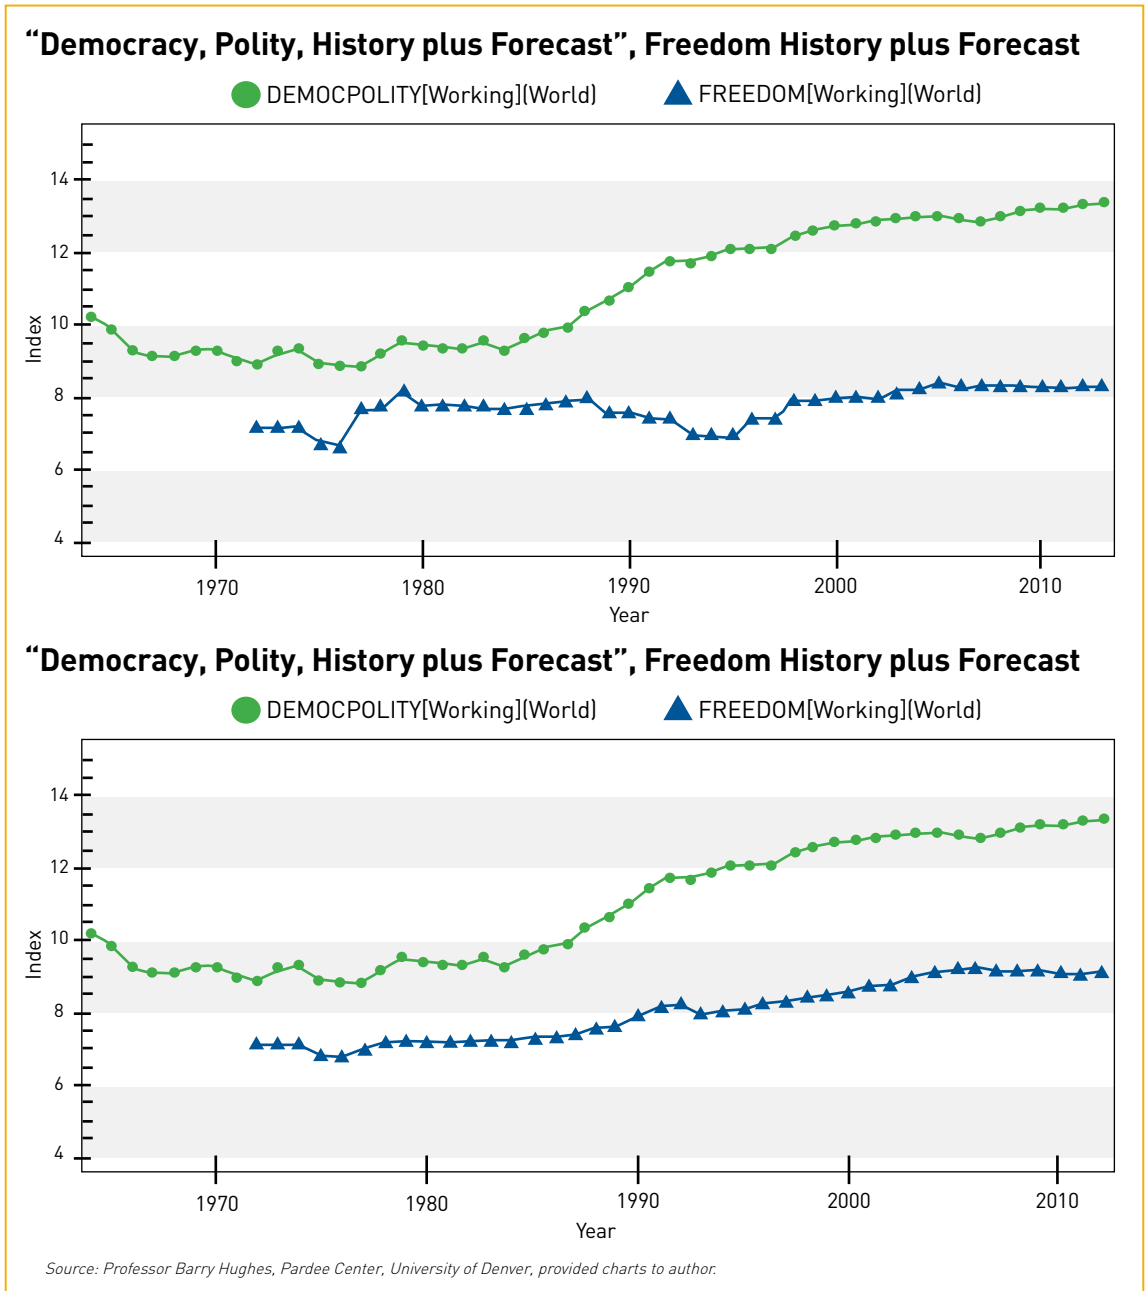 “Democracy, Polity, History plus Forecast”, Freedom History plus Forecast
DEMOCPOLITY[Working](World) FREEDOM[Working](World)
14
12
10
8
6
4
Index
1970 1980 1990 2000 2010
Year
“Democracy, Polity, History plus Forecast”, Freedom History plus Forecast
DEMOCPOLITY[Working](World) FREEDOM[Working](World)
14
12
10
8
6
4
Index
1970 1980 1990 2000 2010
Year
Source: Professor Barry Hughes, Pardee Center, University of Denver, provided charts to author.